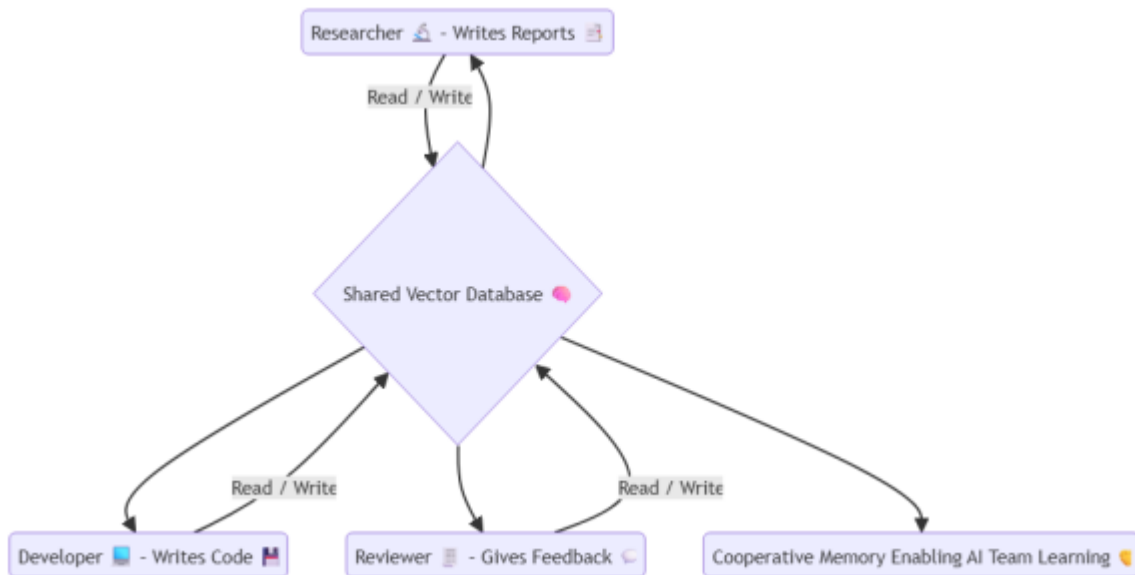 Researcher 🔬 - Writes Reports 📑
Read / Write
Shared Vector Database 🧠
Read / Write
Read / Write
Developer 💻 - Writes Code 💾
Reviewer 🧾 - Gives Feedback 💬
Cooperative Memory Enabling AI Team Learning